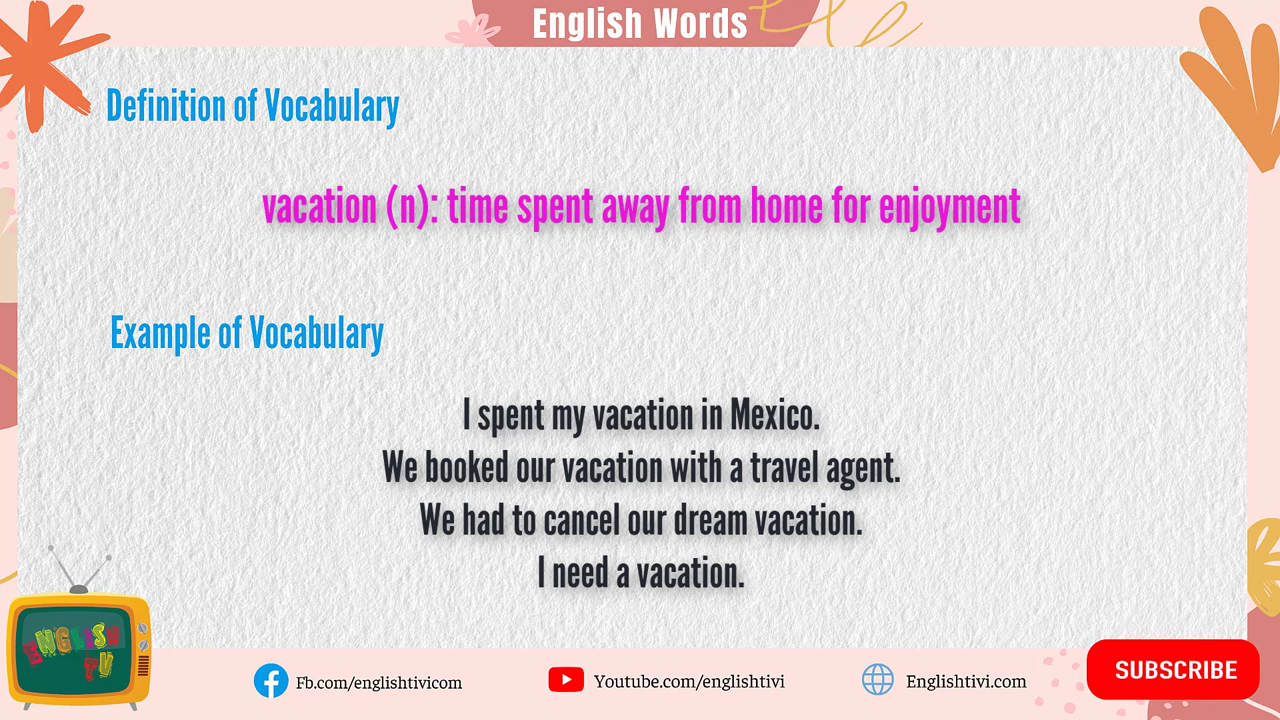 English Words
Definition of Vocabulary
vacation (n): time spent away from home for enjoyment
Example of Vocabulary
I spent my vacation in Mexico.
We booked our vacation with a travel agent.
We had to cancel our dream vacation.
I need a vacation.
ENGLISH
TV
Fb.com/englishtivicom
Youtube.com/englishtivi
Englishtivi.com
SUBSCRIBE